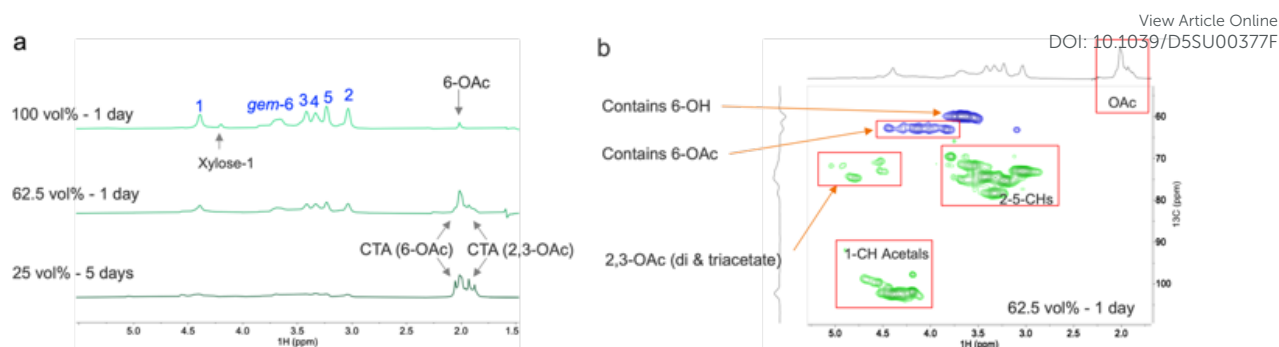 View Article Online
DOI: 10.1039/D5SU00377F
a
100 vol% - 1 day
1
gem-6
3
4
5
2
6-OAc
Xylose-1
62.5 vol% - 1 day
CTA (6-OAc)
CTA (2,3-OAc)
25 vol% - 5 days
5.0 4.5 4.0 3.5 3.0 2.5 2.0 1.5
1H (ppm)
b
OAc
Contains 6-OH
Contains 6-OAc
2,3-OAc (di & triacetate)
2-5-CHs
1-CH Acetals
62.5 vol% - 1 day
60
70
80
90
100
13C (ppm)
5.0 4.5 4.0 3.5 3.0 2.5 2.0
1H (ppm)